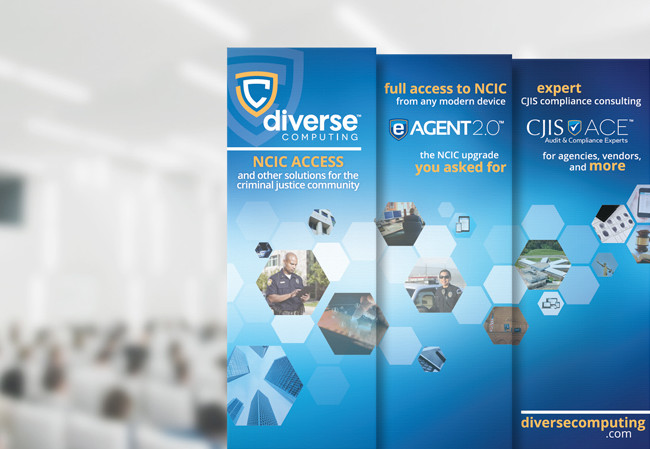 diverse™
COMPUTING
NCIC ACCESS
and other solutions for the
criminal justice community
full access to NCIC
from any modern device
e AGENT2.0™
the NCIC upgrade
you asked for
expert
CJIS compliance consulting
CJIS ACE™
Audit & Compliance Experts
for agencies, vendors,
and more
diversecomputing
.com